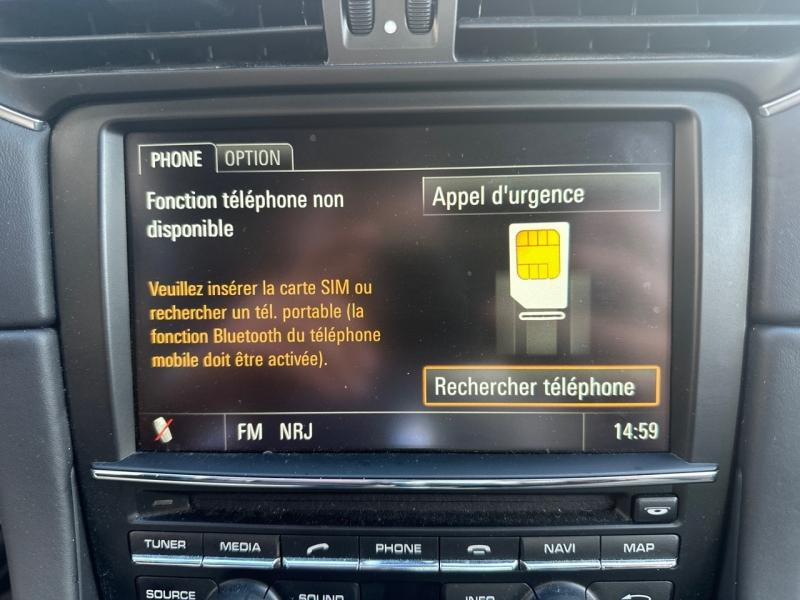 PHONE OPTION
Fonction téléphone non
disponible
Appel d'urgence
Veuillez insérer la carte SIM ou
rechercher un tél. portable (la
fonction Bluetooth du téléphone
mobile doit être activée).
Rechercher téléphone
FM NRJ 14:59
TUNER MEDIA PHONE NAVI MAP
SOURCE SOUND INFO